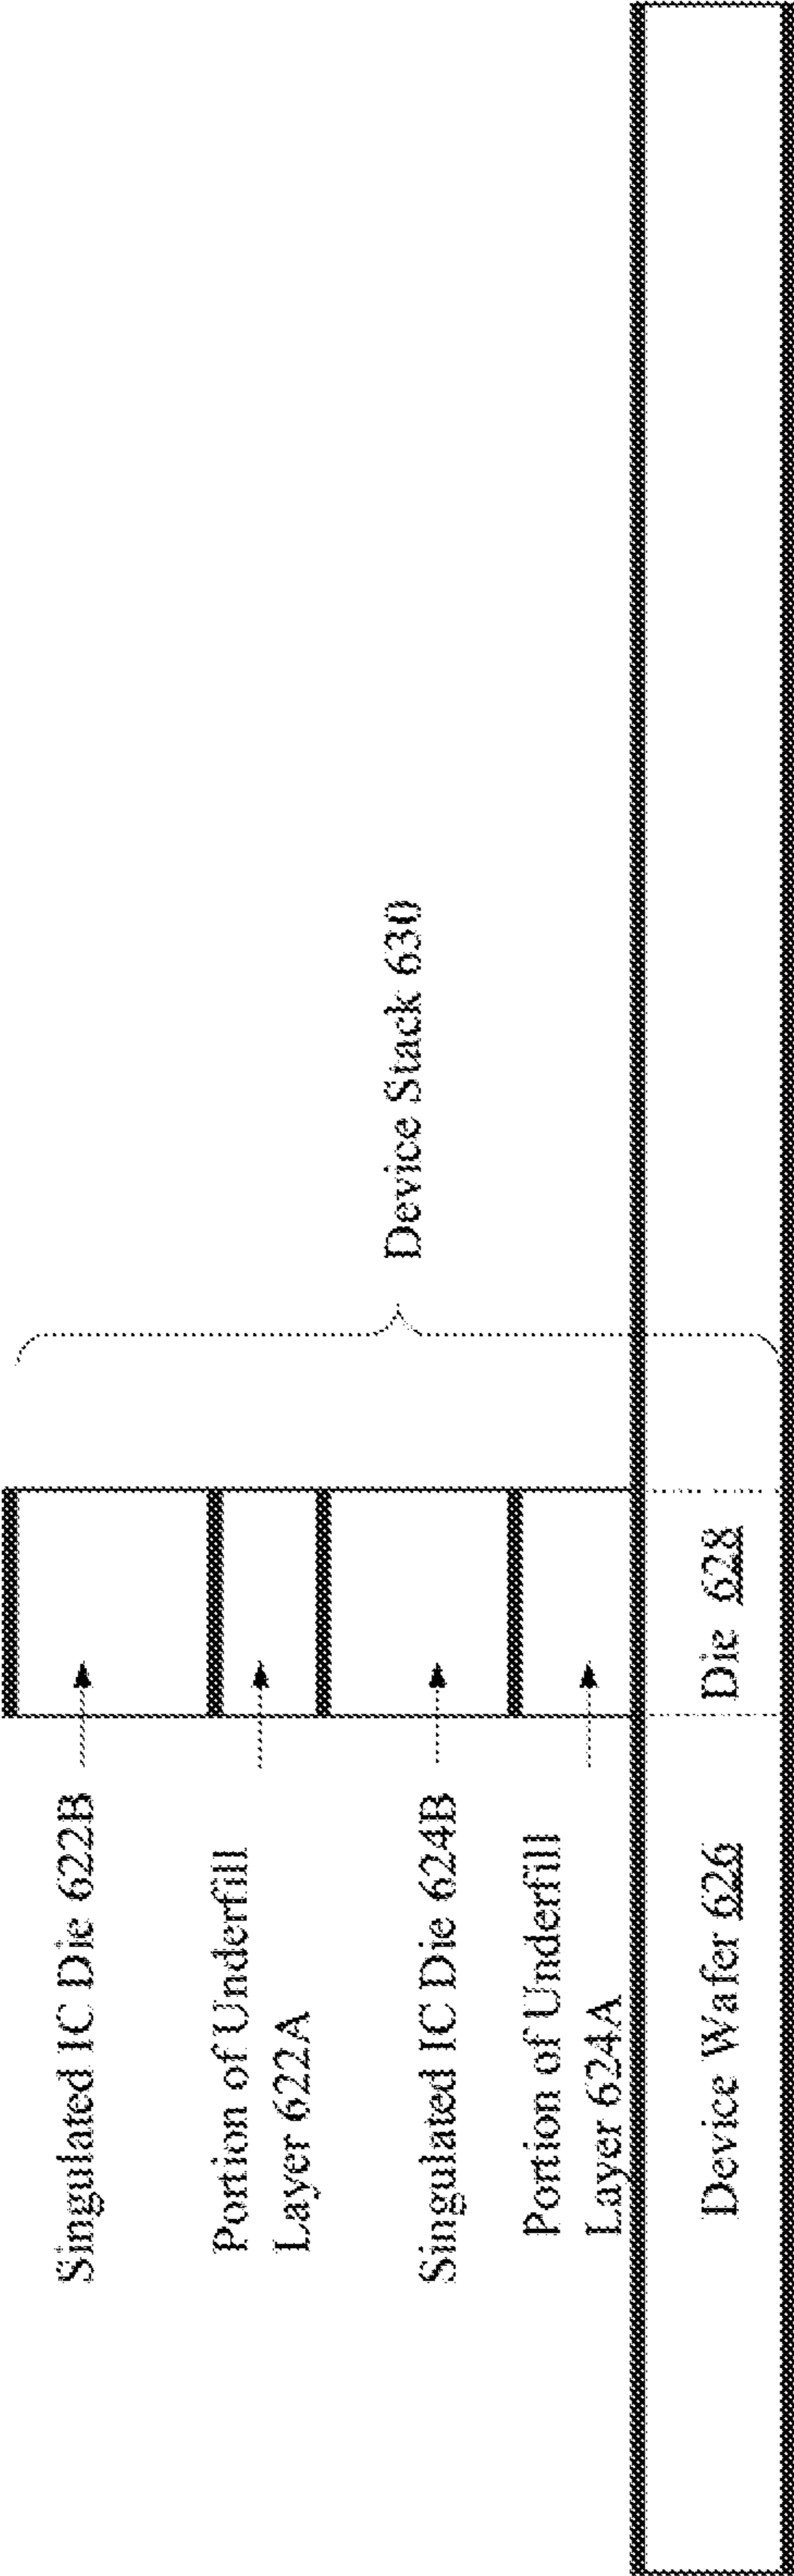 Singulated IC Die 622B
Portion of Underfill
Layer 622A
Singulated IC Die 624B
Portion of Underfill
Layer 624A
Device Wafer 626
Die 628
Device Stack 630